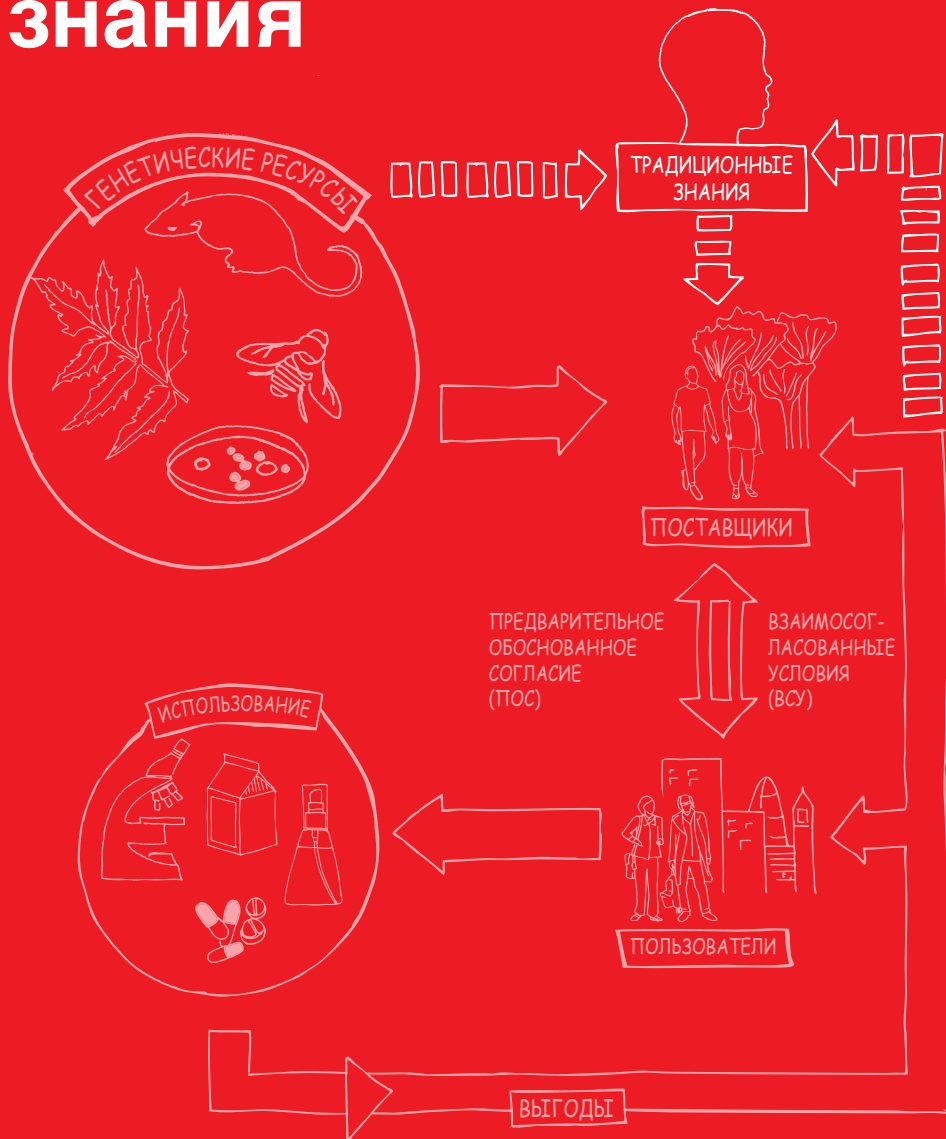 знания
ГЕНЕТИЧЕСКИЕ РЕСУРСЫ
ТРАДИЦИОННЫЕ
ЗНАНИЯ
ПОСТАВЩИКИ
ПРЕДВАРИТЕЛЬНОЕ
ОБОСНОВАННОЕ
СОГЛАСИЕ
(ПОС)
ВЗАИМОСОГ-
ЛАСОВАННЫЕ
УСЛОВИЯ
(ВСУ)
ИСПОЛЬЗОВАНИЕ
ПОЛЬЗОВАТЕЛИ
ВЫГОДЫ